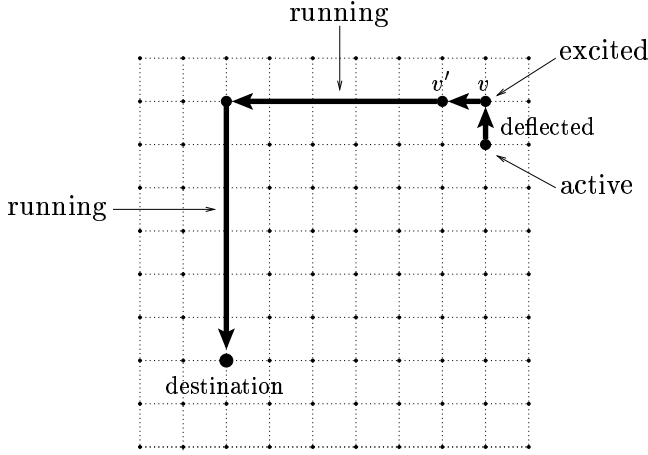 running
excited
v′ v
deflected
active
running
destination